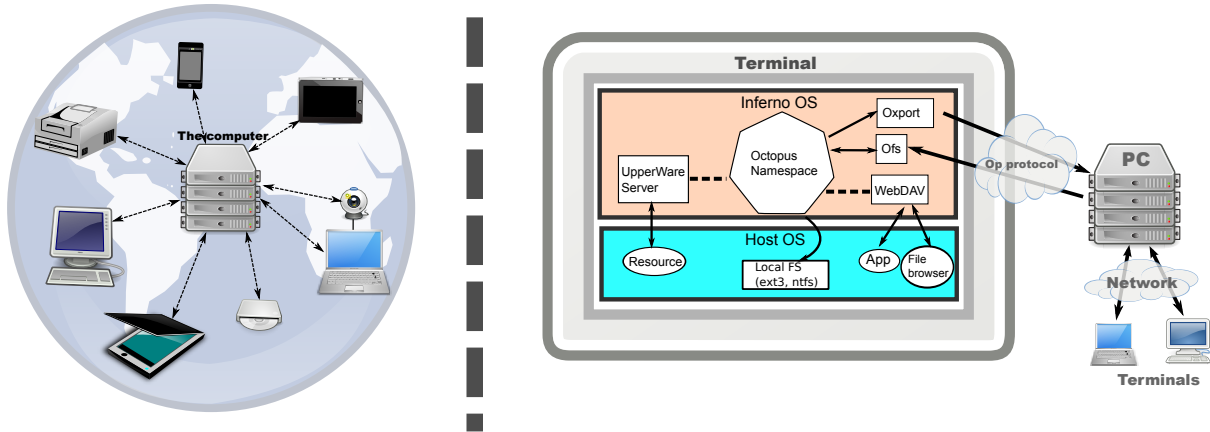 The computer
Terminal
Inferno OS
Oxport
Ofs
Octopus
Namespace
UpperWare
Server
WebDAV
Host OS
Resource
Local FS
(ext3, ntfs)
App
File
browser
Op protocol
PC
Network
Terminals